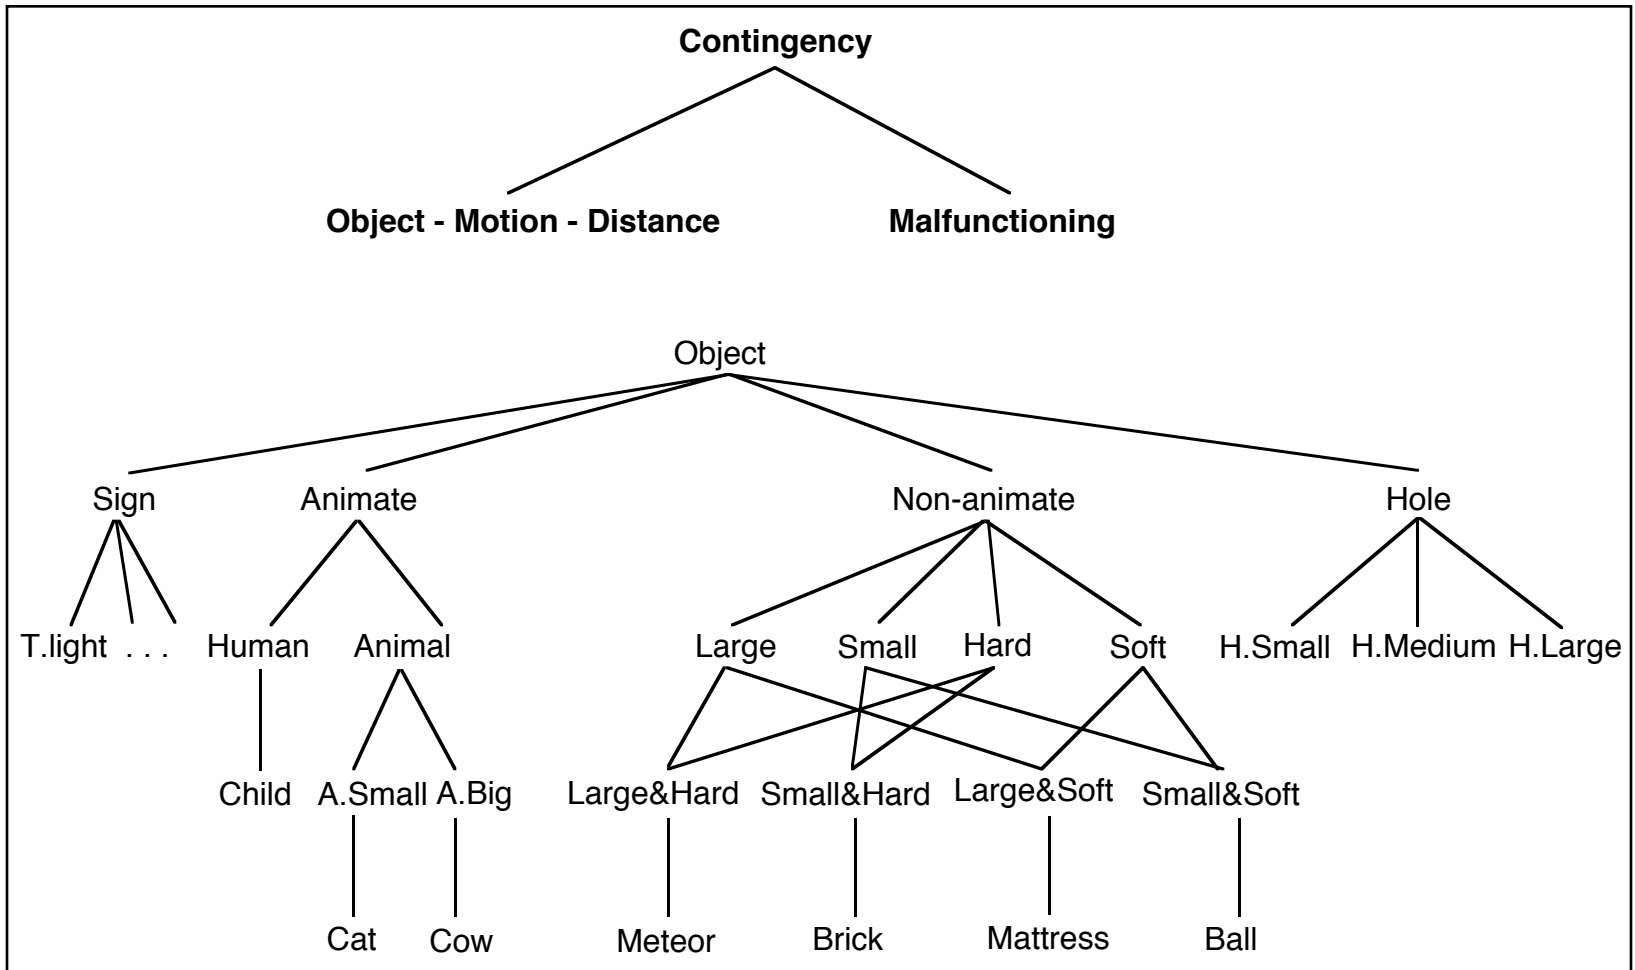 Contingency
Object - Motion - Distance Malfunctioning
Object
Sign Animate Non-animate Hole
T.light . . . Human Animal Large Small Hard Soft H.Small H.Medium H.Large
Child A.Small A.Big Large&Hard Small&Hard Large&Soft Small&Soft
Cat Cow Meteor Brick Mattress Ball